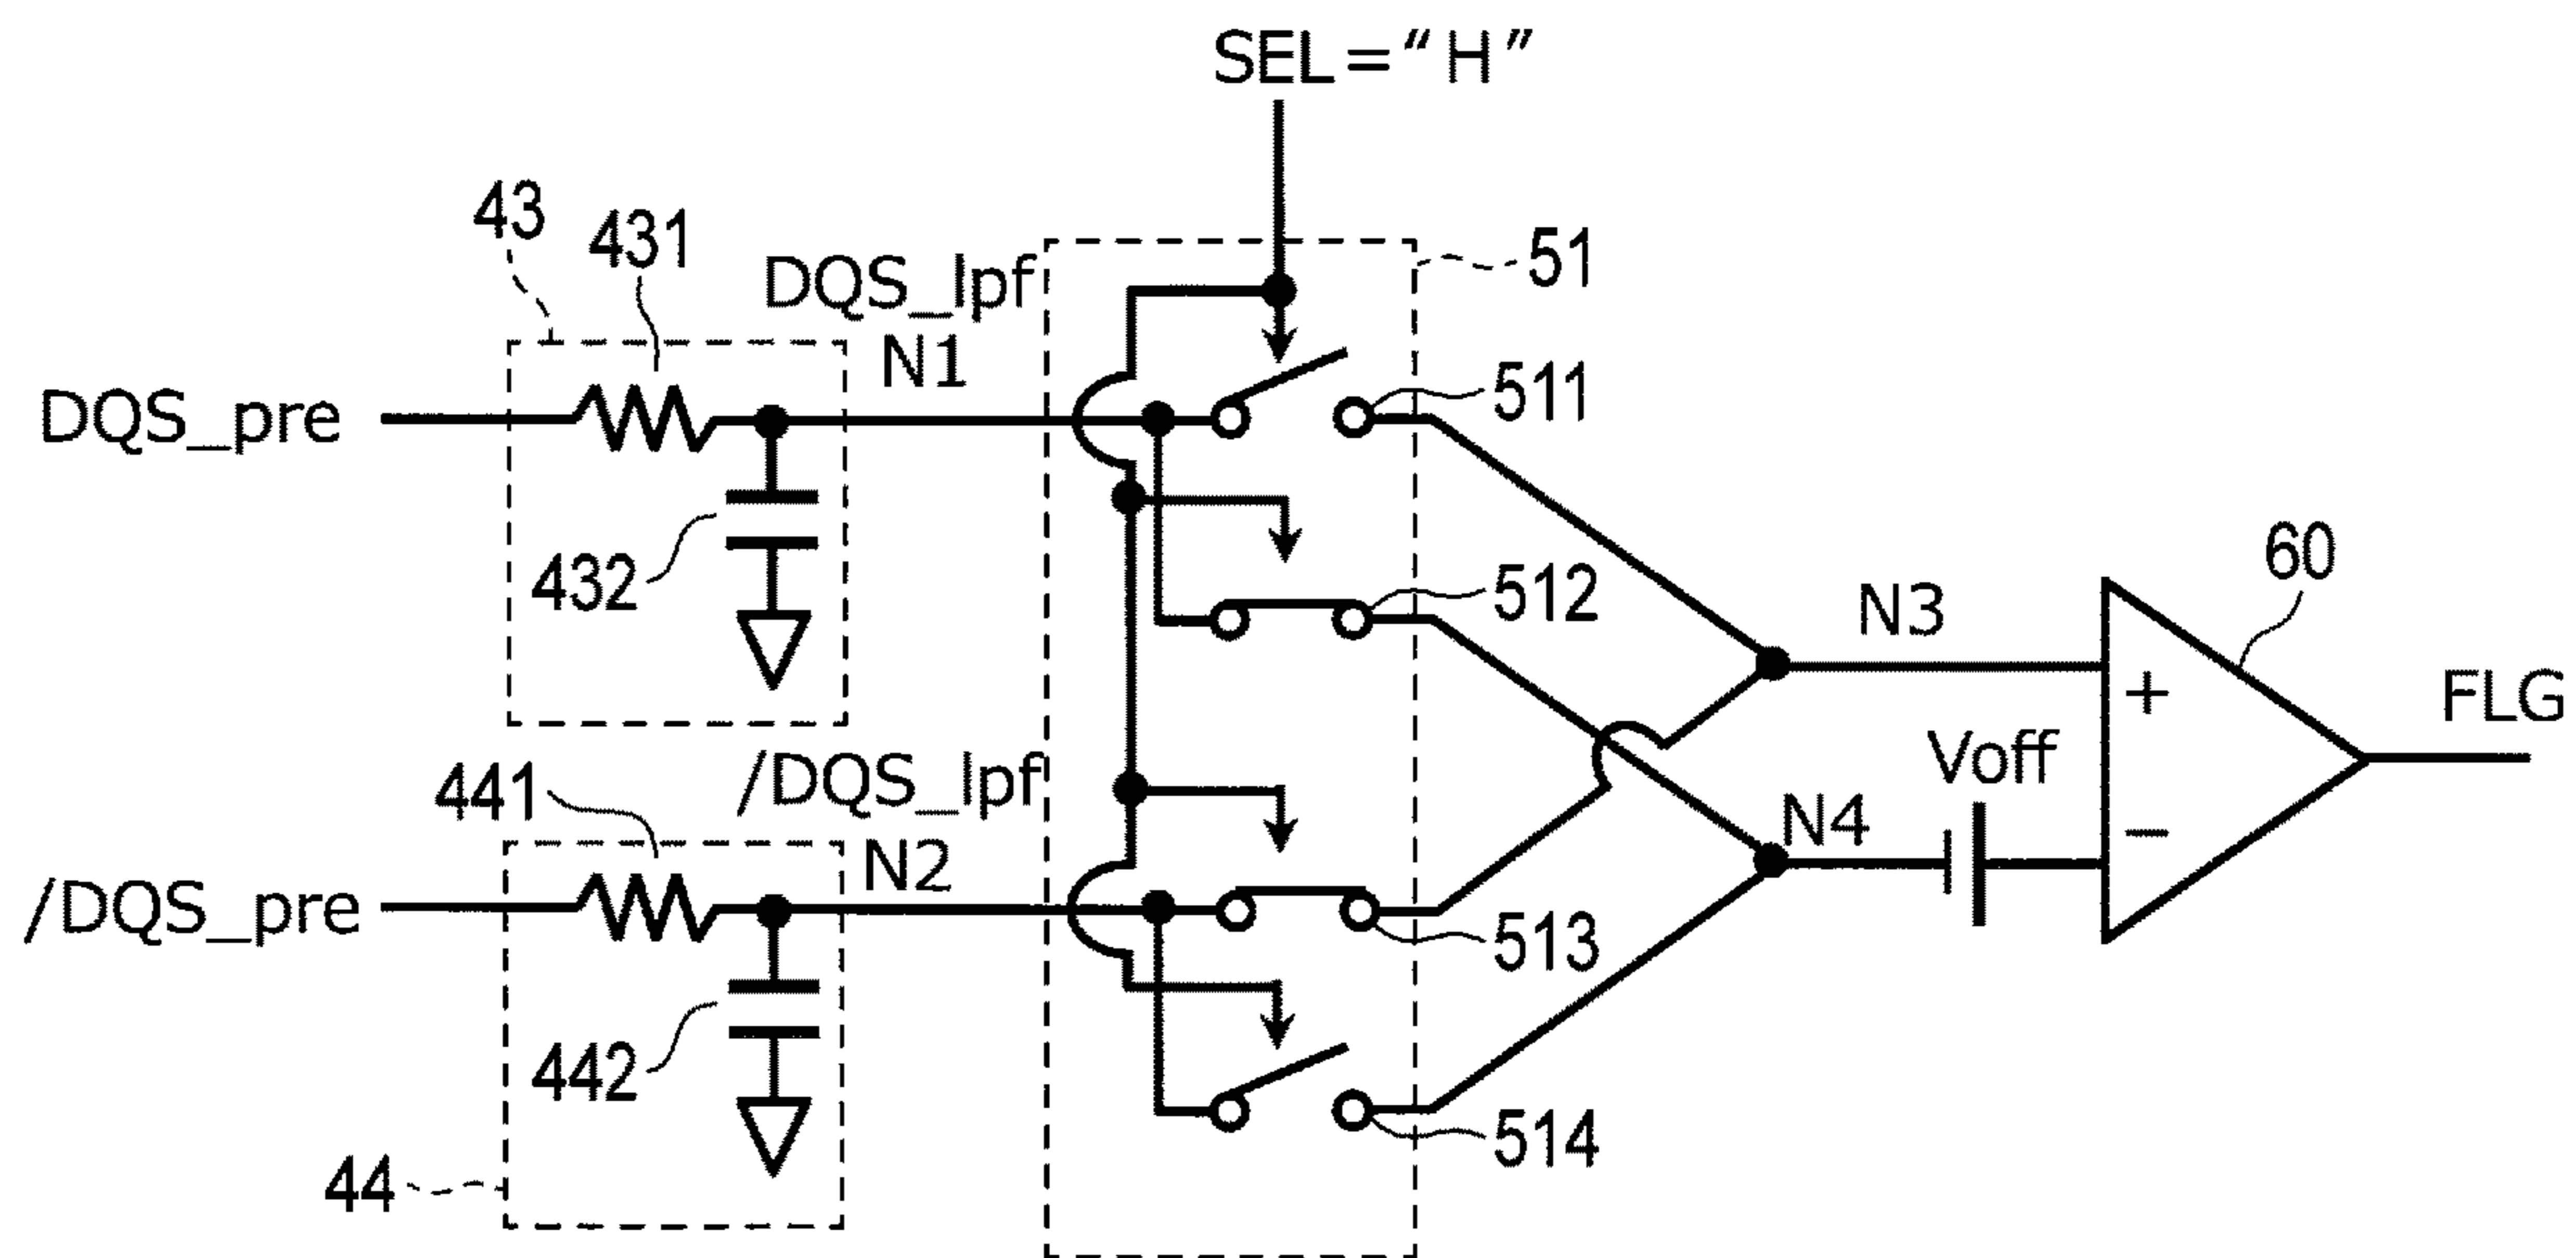 SEL="H"
43
431
DQS_lpf
51
N1
DQS_pre
511
432
512
60
N3
+
FLG
441
/DQS_lpf
Voff
N4
−
N2
/DQS_pre
513
442
44
514